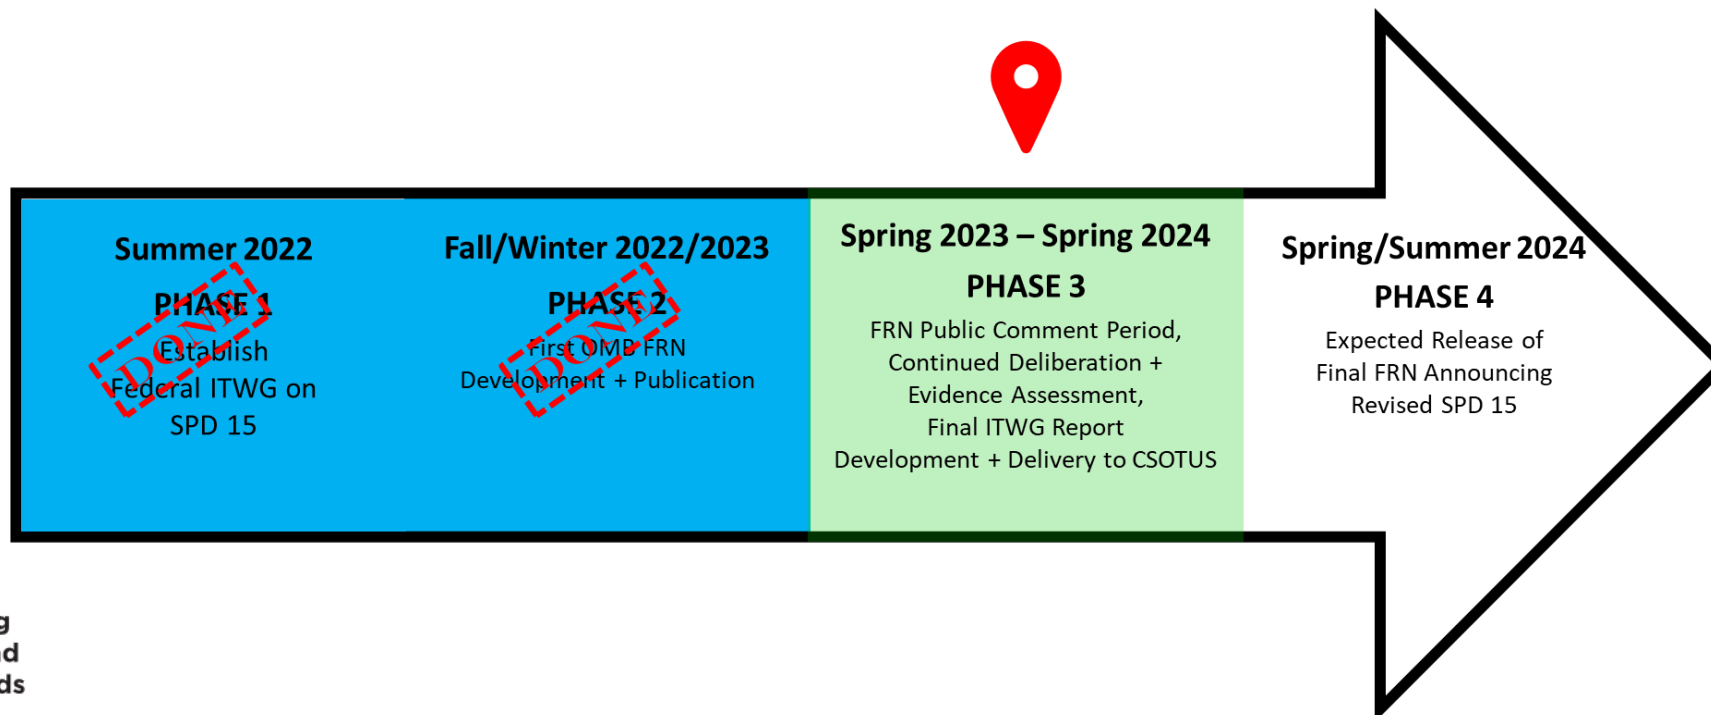 Summer 2022
PHASE 1
DONE
Establish
Federal ITWG on
SPD 15
Fall/Winter 2022/2023
PHASE 2
DONE
First OMB FRN
Development + Publication
Spring 2023 – Spring 2024
PHASE 3
FRN Public Comment Period,
Continued Deliberation +
Evidence Assessment,
Final ITWG Report
Development + Delivery to CSOTUS
Spring/Summer 2024
PHASE 4
Expected Release of
Final FRN Announcing
Revised SPD 15